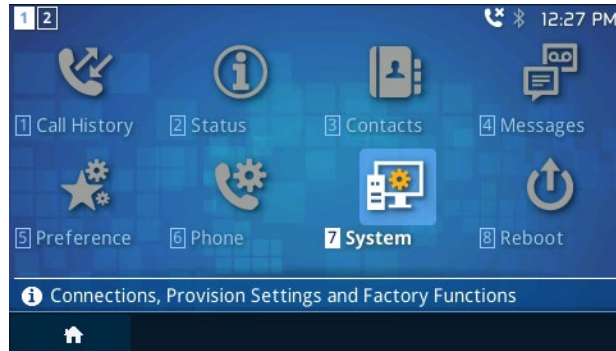 1 2 12:27 PM
1 Call History 2 Status 3 Contacts 4 Messages
5 Preference 6 Phone 7 System 8 Reboot
Connections, Provision Settings and Factory Functions